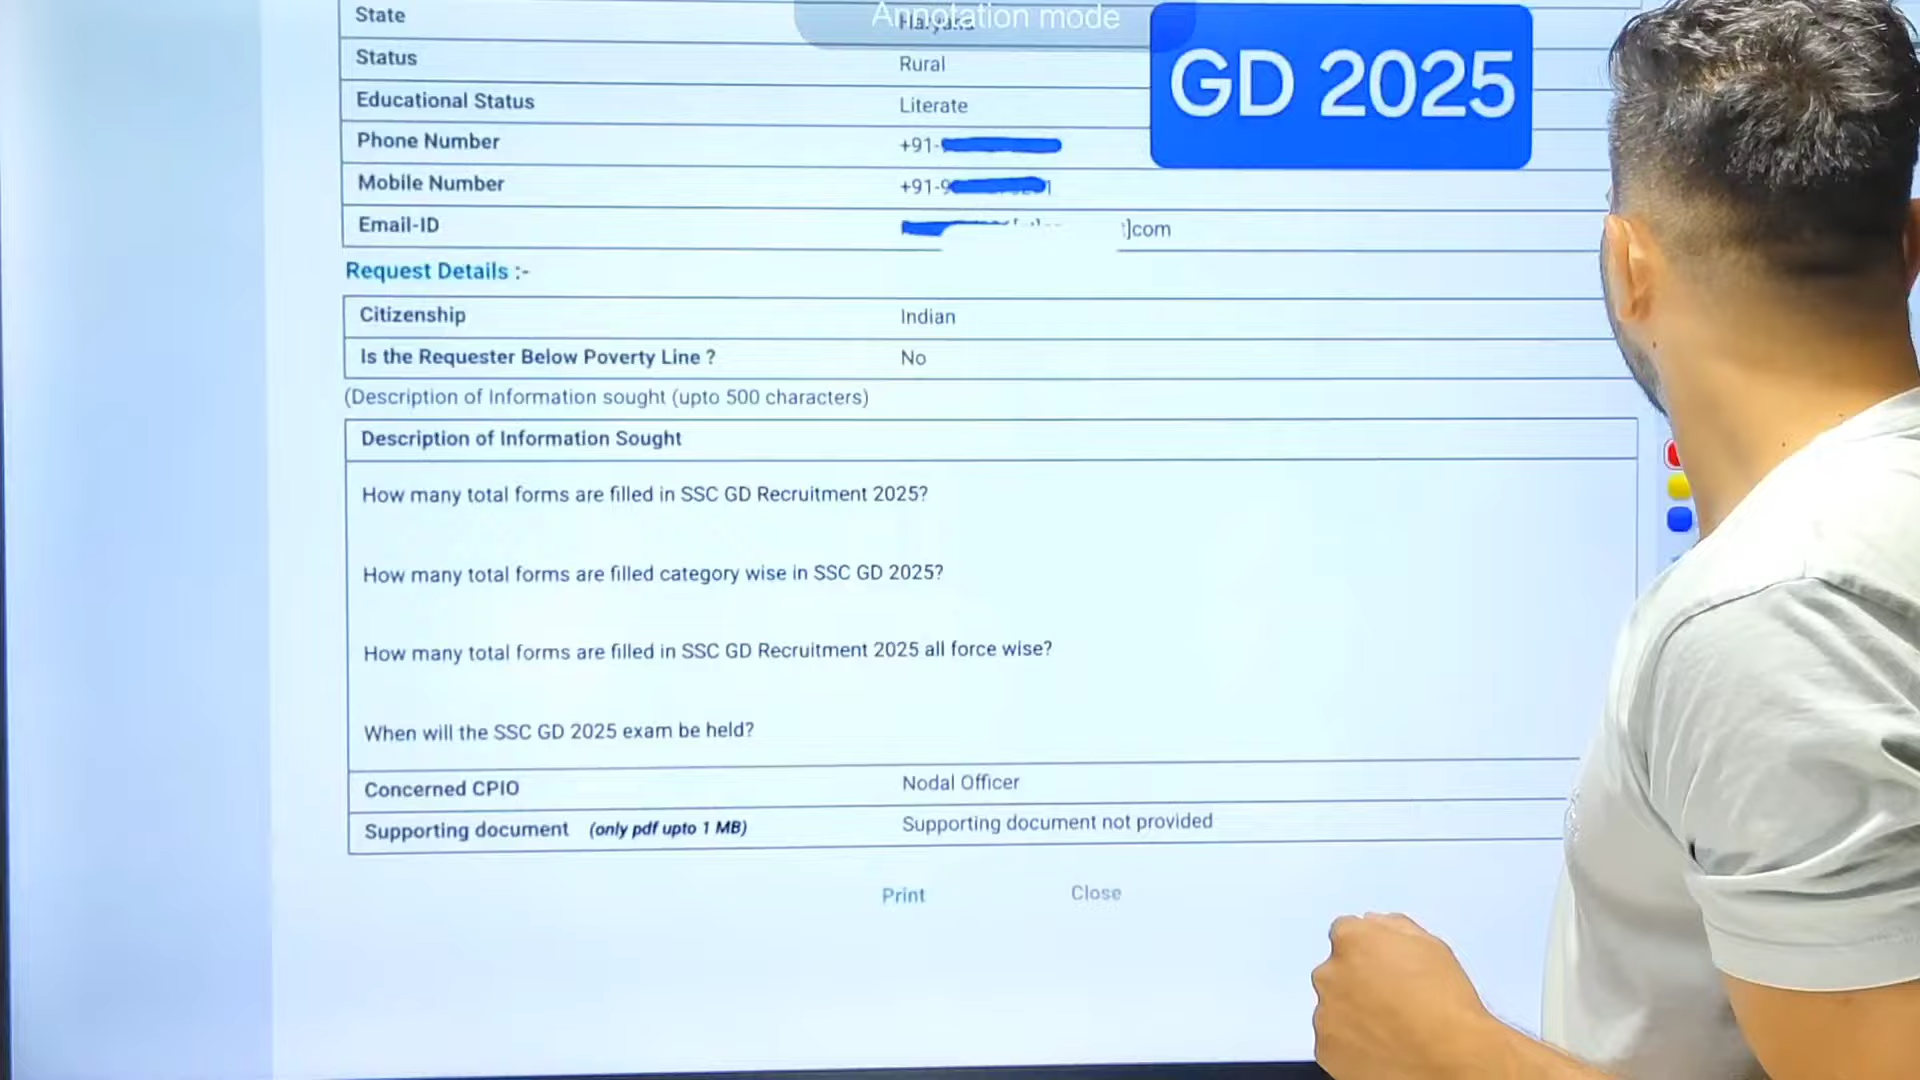 Annotation mode
GD 2025
State Haryana
Status Rural
Educational Status Literate
Phone Number +91-
Mobile Number +91-9
Email-ID ]com
Request Details :-
Citizenship Indian
Is the Requester Below Poverty Line ? No
(Description of Information sought (upto 500 characters)
Description of Information Sought
How many total forms are filled in SSC GD Recruitment 2025?
How many total forms are filled category wise in SSC GD 2025?
How many total forms are filled in SSC GD Recruitment 2025 all force wise?
When will the SSC GD 2025 exam be held?
Concerned CPIO Nodal Officer
Supporting document (only pdf upto 1 MB) Supporting document not provided
Print Close